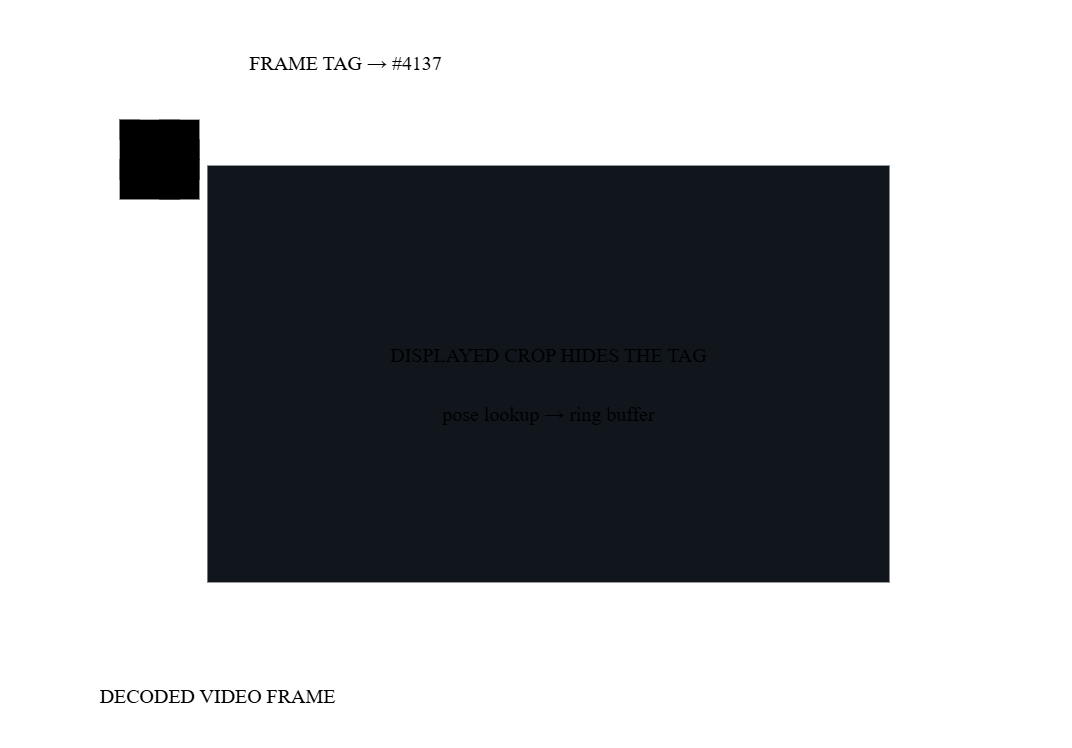 FRAME TAG → #4137
DISPLAYED CROP HIDES THE TAG
pose lookup → ring buffer
DECODED VIDEO FRAME